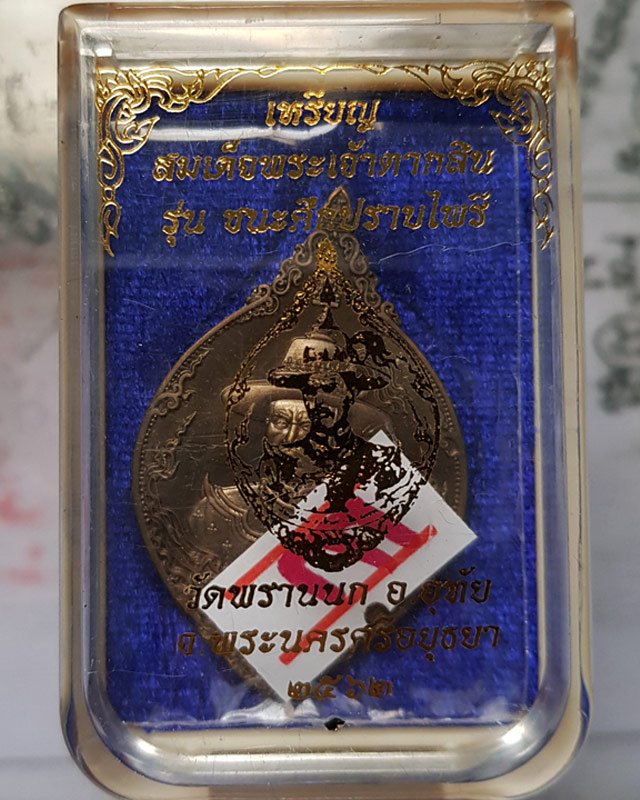 เหรียญ
สมเด็จพระเจ้าตากสิน
รุ่น ชนะศึกปราบไพรี
วัดพรานนก อ.อุทัย
จ.พระนครศรีอยุธยา
๒๕๖๒